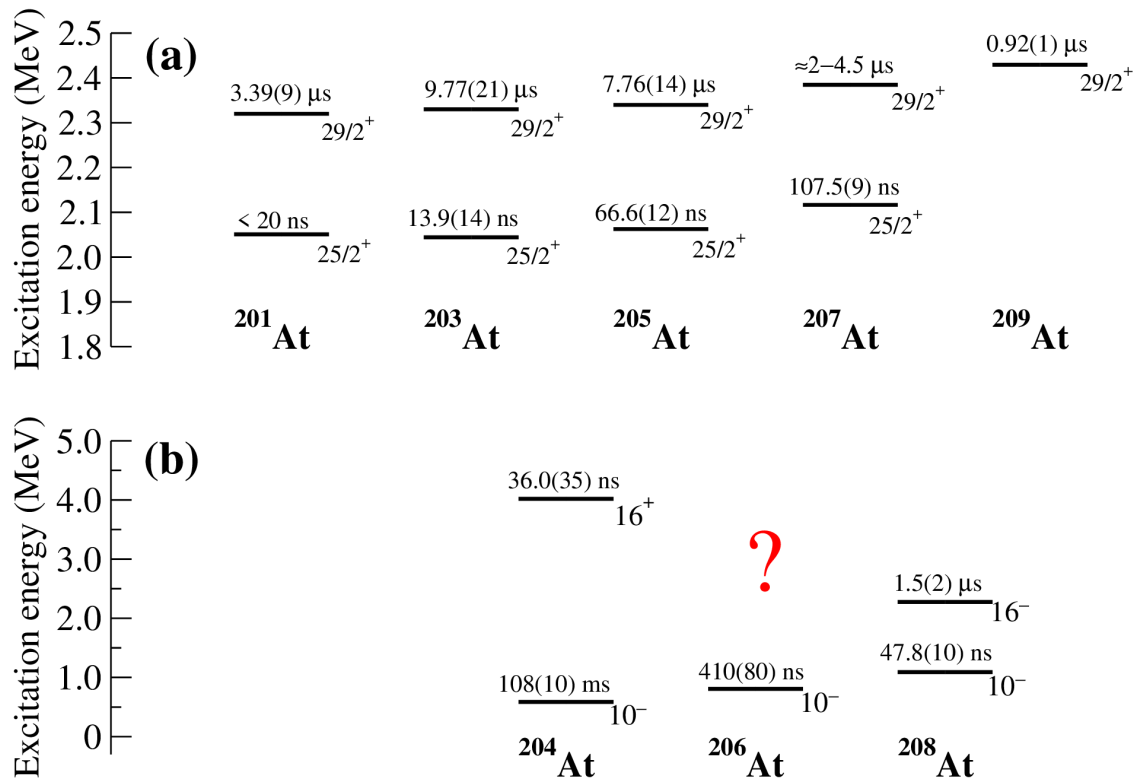 Excitation energy (MeV)
2.5
2.4
2.3
2.2
2.1
2.0
1.9
1.8
(a)
3.39(9) μs
29/2⁺
< 20 ns
25/2⁺
²⁰¹At
9.77(21) μs
29/2⁺
13.9(14) ns
25/2⁺
²⁰³At
7.76(14) μs
29/2⁺
66.6(12) ns
25/2⁺
²⁰⁵At
≈2−4.5 μs
29/2⁺
107.5(9) ns
25/2⁺
²⁰⁷At
0.92(1) μs
29/2⁺
²⁰⁹At
Excitation energy (MeV)
5.0
4.0
3.0
2.0
1.0
0
(b)
36.0(35) ns
16⁺
108(10) ms
10⁻
²⁰⁴At
?
410(80) ns
10⁻
²⁰⁶At
1.5(2) μs
16⁻
47.8(10) ns
10⁻
²⁰⁸At